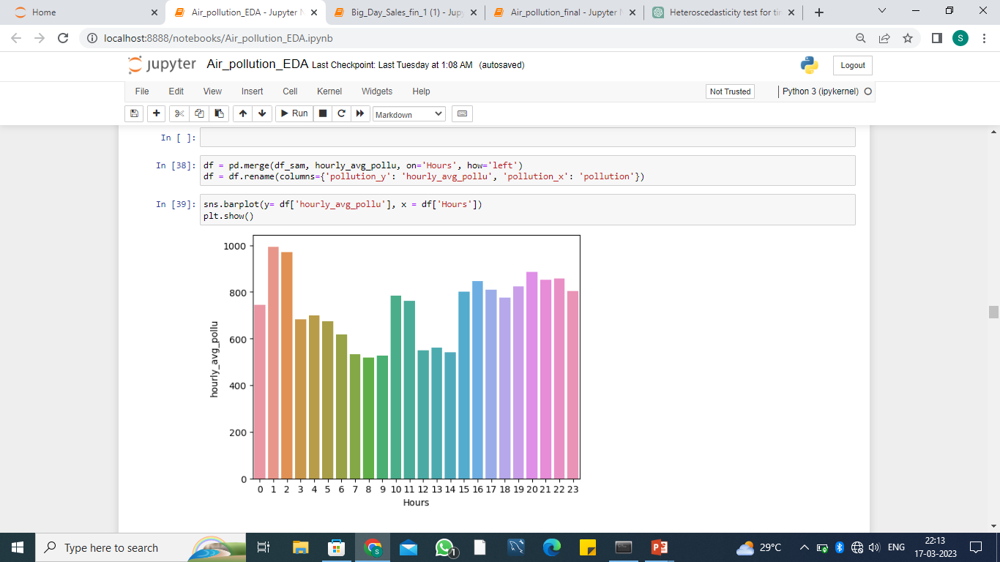 Home
Air_pollution_EDA - Jupyter N
Big_Day_Sales_fin_1 (1) - Jupy
Air_pollution_final - Jupyter N
Heteroscedasticity test for tim
localhost:8888/notebooks/Air_pollution_EDA.ipynb
S
jupyter Air_pollution_EDA Last Checkpoint: Last Tuesday at 1:08 AM (autosaved)
Logout
File Edit View Insert Cell Kernel Widgets Help
Not Trusted
Python 3 (ipykernel)
Run
Markdown
In [ ]:
In [38]: df = pd.merge(df_sam, hourly_avg_pollu, on='Hours', how='left')
df = df.rename(columns={'pollution_y': 'hourly_avg_pollu', 'pollution_x': 'pollution'})
In [39]: sns.barplot(y= df['hourly_avg_pollu'], x = df['Hours'])
plt.show()
1000
800
600
400
200
0
hourly_avg_pollu
0 1 2 3 4 5 6 7 8 9 10 11 12 13 14 15 16 17 18 19 20 21 22 23
Hours
Type here to search
S
1
29°C
ENG
22:13
17-03-2023